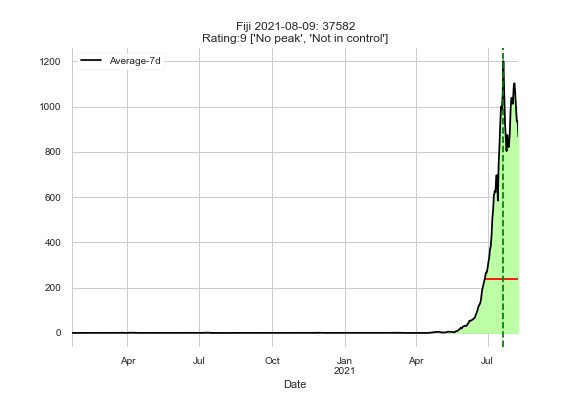 Fiji 2021-08-09: 37582
Rating:9 ['No peak', 'Not in control']
Average-7d
1200
1000
800
600
400
200
0
Apr Jul Oct Jan Apr Jul
2021
Date